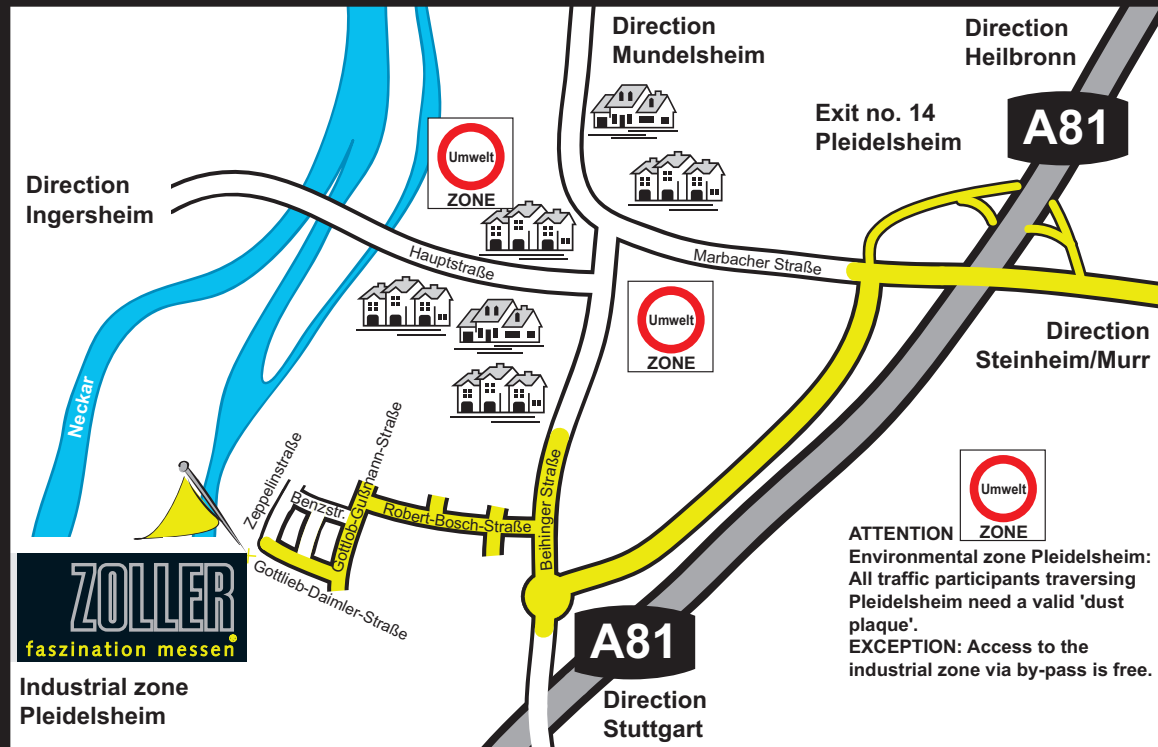 Direction
Mundelsheim
Direction
Heilbronn
Exit no. 14
Pleidelsheim
A81
Umwelt
ZONE
Direction
Ingersheim
Hauptstraße
Marbacher Straße
Umwelt
ZONE
Direction
Steinheim/Murr
Neckar
Zeppelinstraße
Benzstr.
Gottlob-Gußmann-Straße
Robert-Bosch-Straße
Beihinger Straße
Gottlieb-Daimler-Straße
Umwelt
ZONE
ATTENTION
Environmental zone Pleidelsheim:
All traffic participants traversing
Pleidelsheim need a valid 'dust
plaque'.
EXCEPTION: Access to the
industrial zone via by-pass is free.
ZOLLER
faszination messen
Industrial zone
Pleidelsheim
A81
Direction
Stuttgart